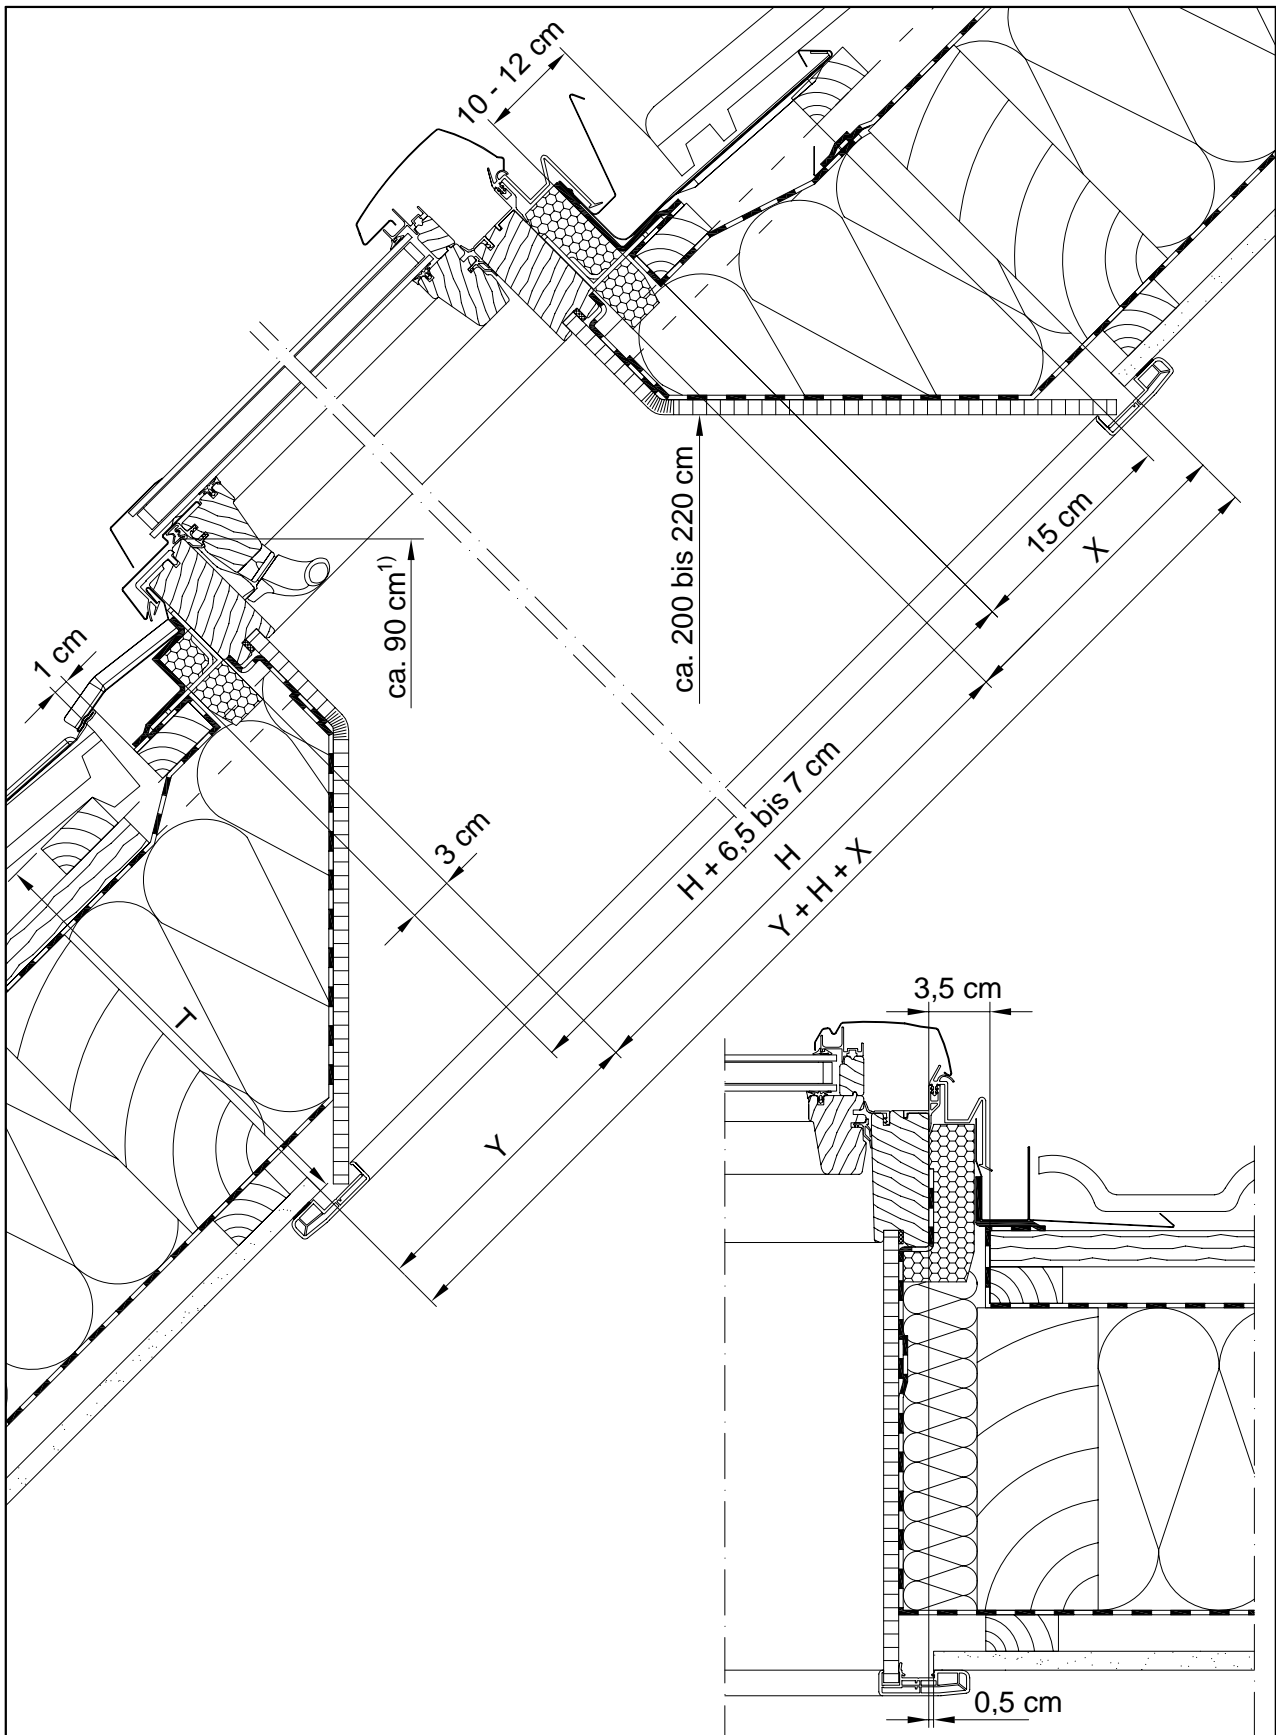 10 - 12 cm
1 cm
ca. 90 cm¹⁾
ca. 200 bis 220 cm
15 cm
X
3 cm
H + 6,5 bis 7 cm
H
Y + H + X
T
Y
3,5 cm
0,5 cm